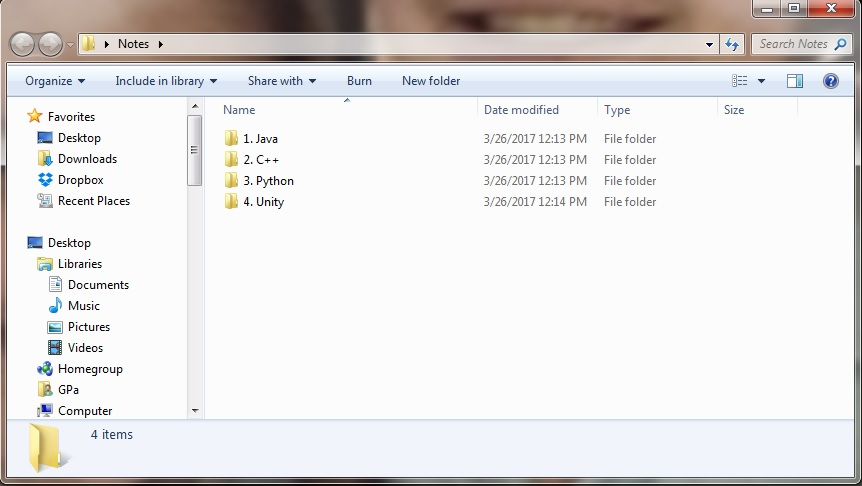 Notes
Search Notes
Organize Include in library Share with Burn New folder
Favorites
Desktop
Downloads
Dropbox
Recent Places
Desktop
Libraries
Documents
Music
Pictures
Videos
Homegroup
GPa
Computer
Name Date modified Type Size
1. Java 3/26/2017 12:13 PM File folder
2. C++ 3/26/2017 12:13 PM File folder
3. Python 3/26/2017 12:13 PM File folder
4. Unity 3/26/2017 12:14 PM File folder
4 items